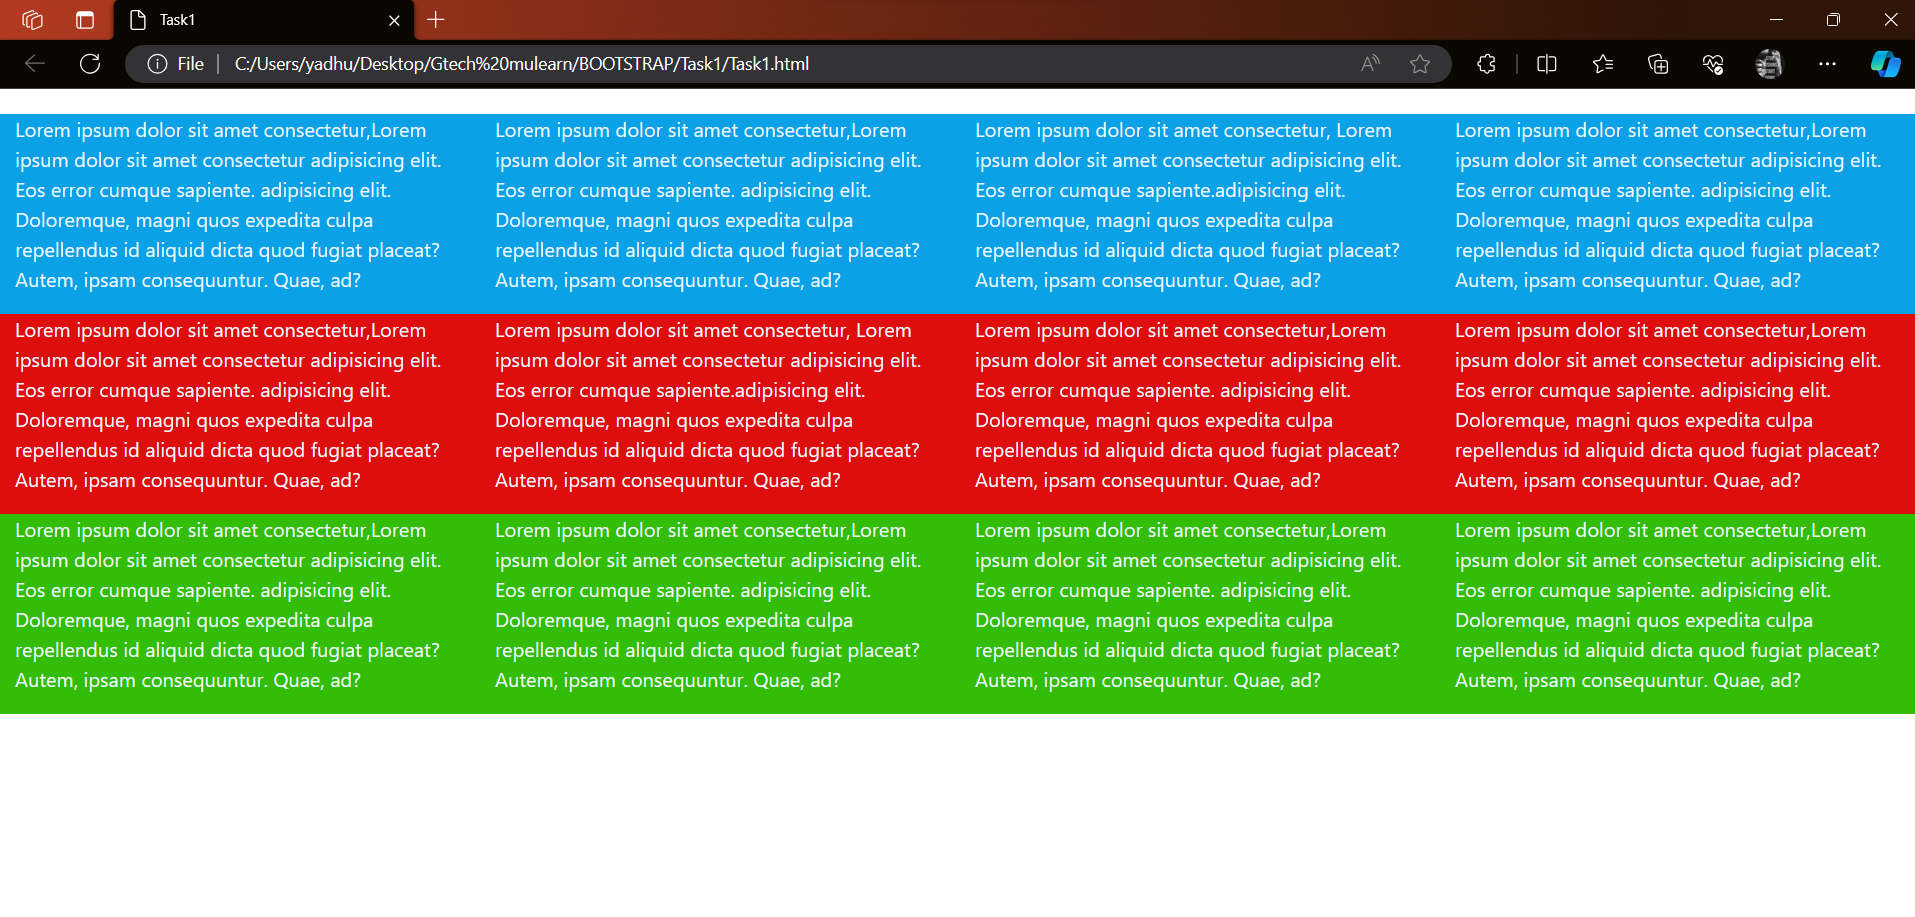 Task1
File
C:/Users/yadhu/Desktop/Gtech%20mulearn/BOOTSTRAP/Task1/Task1.html
Lorem ipsum dolor sit amet consectetur,Lorem
ipsum dolor sit amet consectetur adipisicing elit.
Eos error cumque sapiente. adipisicing elit.
Doloremque, magni quos expedita culpa
repellendus id aliquid dicta quod fugiat placeat?
Autem, ipsam consequuntur. Quae, ad?
Lorem ipsum dolor sit amet consectetur,Lorem
ipsum dolor sit amet consectetur adipisicing elit.
Eos error cumque sapiente. adipisicing elit.
Doloremque, magni quos expedita culpa
repellendus id aliquid dicta quod fugiat placeat?
Autem, ipsam consequuntur. Quae, ad?
Lorem ipsum dolor sit amet consectetur, Lorem
ipsum dolor sit amet consectetur adipisicing elit.
Eos error cumque sapiente.adipisicing elit.
Doloremque, magni quos expedita culpa
repellendus id aliquid dicta quod fugiat placeat?
Autem, ipsam consequuntur. Quae, ad?
Lorem ipsum dolor sit amet consectetur,Lorem
ipsum dolor sit amet consectetur adipisicing elit.
Eos error cumque sapiente. adipisicing elit.
Doloremque, magni quos expedita culpa
repellendus id aliquid dicta quod fugiat placeat?
Autem, ipsam consequuntur. Quae, ad?
Lorem ipsum dolor sit amet consectetur,Lorem
ipsum dolor sit amet consectetur adipisicing elit.
Eos error cumque sapiente. adipisicing elit.
Doloremque, magni quos expedita culpa
repellendus id aliquid dicta quod fugiat placeat?
Autem, ipsam consequuntur. Quae, ad?
Lorem ipsum dolor sit amet consectetur, Lorem
ipsum dolor sit amet consectetur adipisicing elit.
Eos error cumque sapiente.adipisicing elit.
Doloremque, magni quos expedita culpa
repellendus id aliquid dicta quod fugiat placeat?
Autem, ipsam consequuntur. Quae, ad?
Lorem ipsum dolor sit amet consectetur,Lorem
ipsum dolor sit amet consectetur adipisicing elit.
Eos error cumque sapiente. adipisicing elit.
Doloremque, magni quos expedita culpa
repellendus id aliquid dicta quod fugiat placeat?
Autem, ipsam consequuntur. Quae, ad?
Lorem ipsum dolor sit amet consectetur,Lorem
ipsum dolor sit amet consectetur adipisicing elit.
Eos error cumque sapiente. adipisicing elit.
Doloremque, magni quos expedita culpa
repellendus id aliquid dicta quod fugiat placeat?
Autem, ipsam consequuntur. Quae, ad?
Lorem ipsum dolor sit amet consectetur,Lorem
ipsum dolor sit amet consectetur adipisicing elit.
Eos error cumque sapiente. adipisicing elit.
Doloremque, magni quos expedita culpa
repellendus id aliquid dicta quod fugiat placeat?
Autem, ipsam consequuntur. Quae, ad?
Lorem ipsum dolor sit amet consectetur,Lorem
ipsum dolor sit amet consectetur adipisicing elit.
Eos error cumque sapiente. adipisicing elit.
Doloremque, magni quos expedita culpa
repellendus id aliquid dicta quod fugiat placeat?
Autem, ipsam consequuntur. Quae, ad?
Lorem ipsum dolor sit amet consectetur,Lorem
ipsum dolor sit amet consectetur adipisicing elit.
Eos error cumque sapiente. adipisicing elit.
Doloremque, magni quos expedita culpa
repellendus id aliquid dicta quod fugiat placeat?
Autem, ipsam consequuntur. Quae, ad?
Lorem ipsum dolor sit amet consectetur,Lorem
ipsum dolor sit amet consectetur adipisicing elit.
Eos error cumque sapiente. adipisicing elit.
Doloremque, magni quos expedita culpa
repellendus id aliquid dicta quod fugiat placeat?
Autem, ipsam consequuntur. Quae, ad?